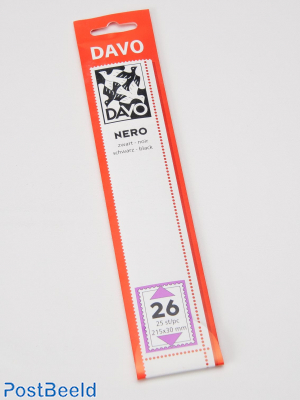 DAVO
DAVO
NERO
zwart - noir
schwarz - black
26
25 st/pc
215x30 mm
PostBeeld